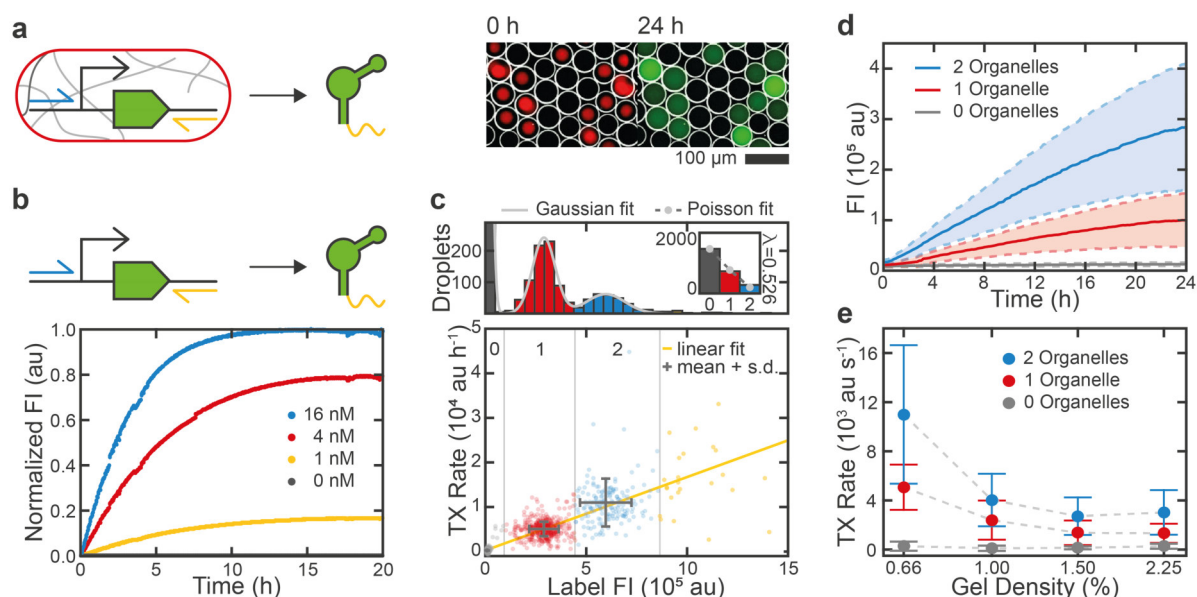 a
0 h
24 h
100 µm
b
Normalized FI (au)
1.0
0.8
0.6
0.4
0.2
0.0
16 nM
4 nM
1 nM
0 nM
0
5
10
15
20
Time (h)
c
Gaussian fit
Poisson fit
Droplets
200
100
2000
0
0
1
2
λ=0.526
TX Rate (10⁴ au h⁻¹)
4
3
2
1
0
0
1
2
linear fit
mean + s.d.
0
5
10
15
Label FI (10⁵ au)
d
FI (10⁵ au)
4
3
2
1
0
2 Organelles
1 Organelle
0 Organelles
0
4
8
12
16
20
24
Time (h)
e
TX Rate (10³ au s⁻¹)
16
12
8
4
0
2 Organelles
1 Organelle
0 Organelles
0.66
1.00
1.50
2.25
Gel Density (%)